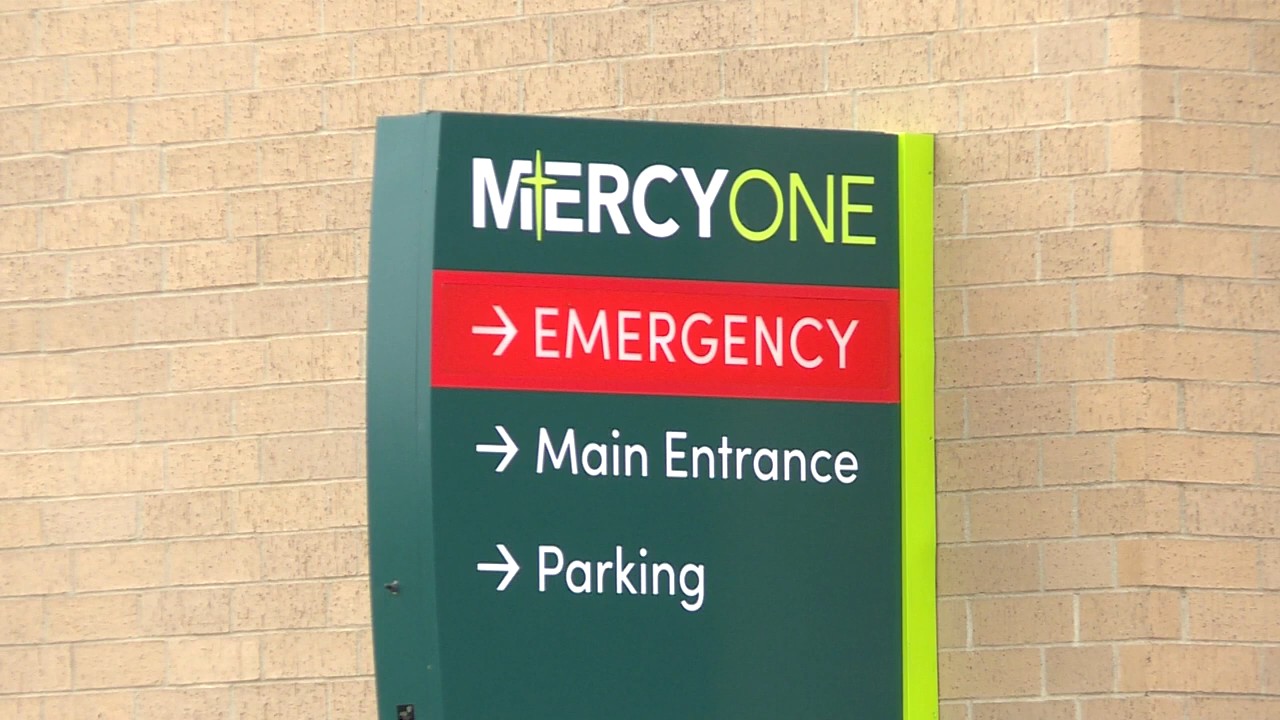 MERCYONE
→ EMERGENCY
→ Main Entrance
→ Parking